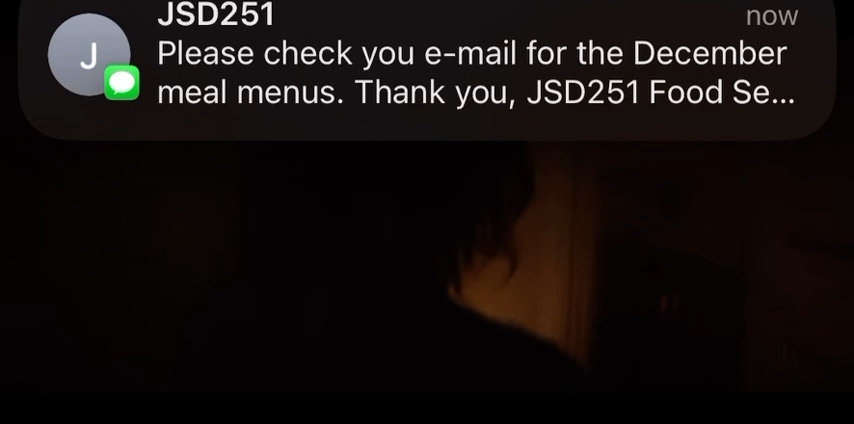 JSD251
now
J
Please check you e-mail for the December
meal menus. Thank you, JSD251 Food Se...